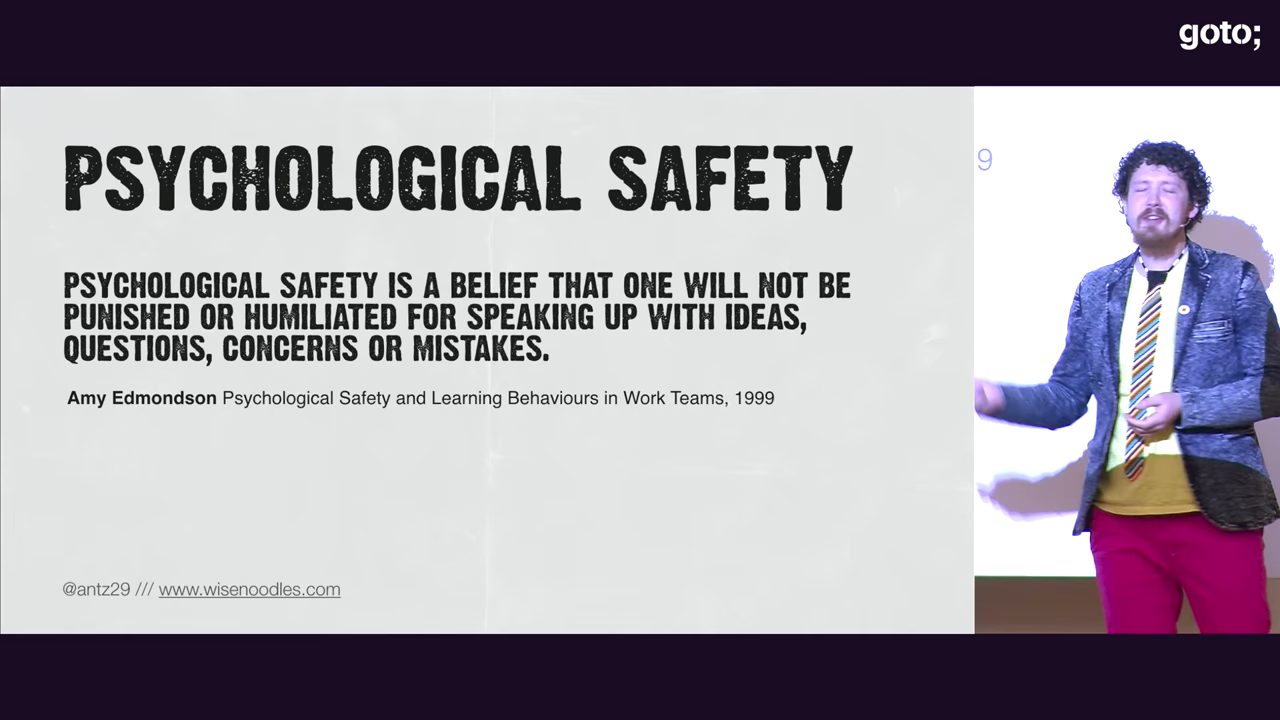 goto;
PSYCHOLOGICAL SAFETY
PSYCHOLOGICAL SAFETY IS A BELIEF THAT ONE WILL NOT BE
PUNISHED OR HUMILIATED FOR SPEAKING UP WITH IDEAS,
QUESTIONS, CONCERNS OR MISTAKES.
Amy Edmondson Psychological Safety and Learning Behaviours in Work Teams, 1999
9
@antz29 /// www.wisenoodles.com